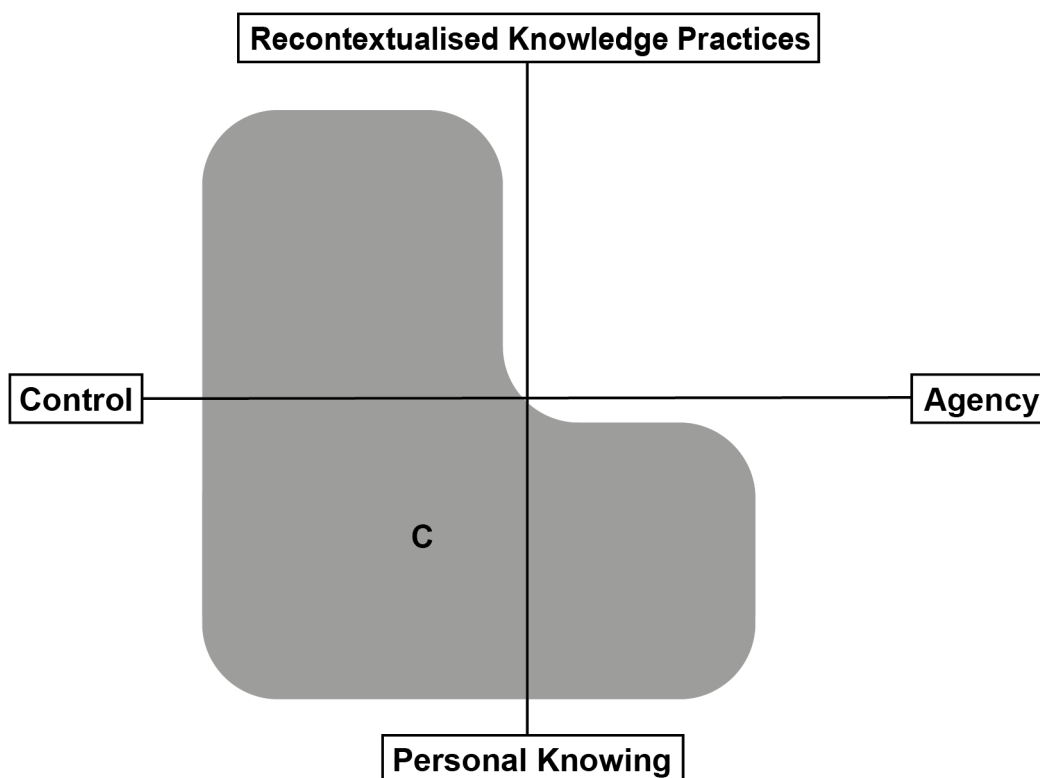 Recontextualised Knowledge Practices
Control
Agency
C
Personal Knowing